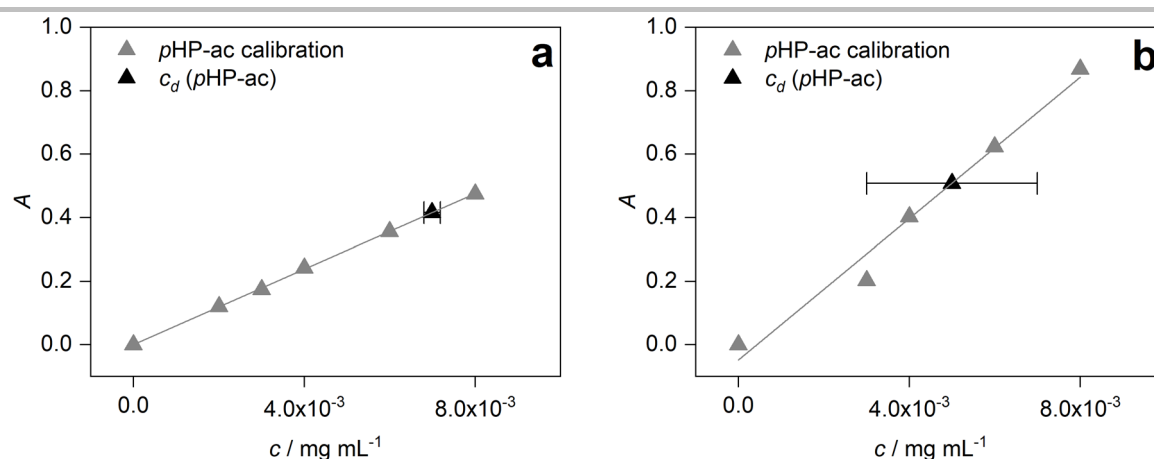 a
pHP-ac calibration
c_d (pHP-ac)
1.0
0.8
0.6
0.4
0.2
0.0
A
0.0
4.0x10⁻³
8.0x10⁻³
c / mg mL⁻¹
b
pHP-ac calibration
c_d (pHP-ac)
1.0
0.8
0.6
0.4
0.2
0.0
A
0.0
4.0x10⁻³
8.0x10⁻³
c / mg mL⁻¹